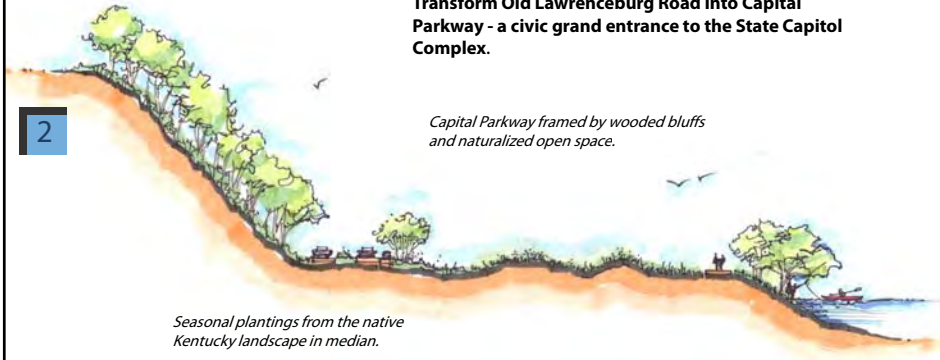 Transform Old Lawrenceburg Road into Capital
Parkway - a civic grand entrance to the State Capitol
Complex.
2
Capital Parkway framed by wooded bluffs
and naturalized open space.
Seasonal plantings from the native
Kentucky landscape in median.